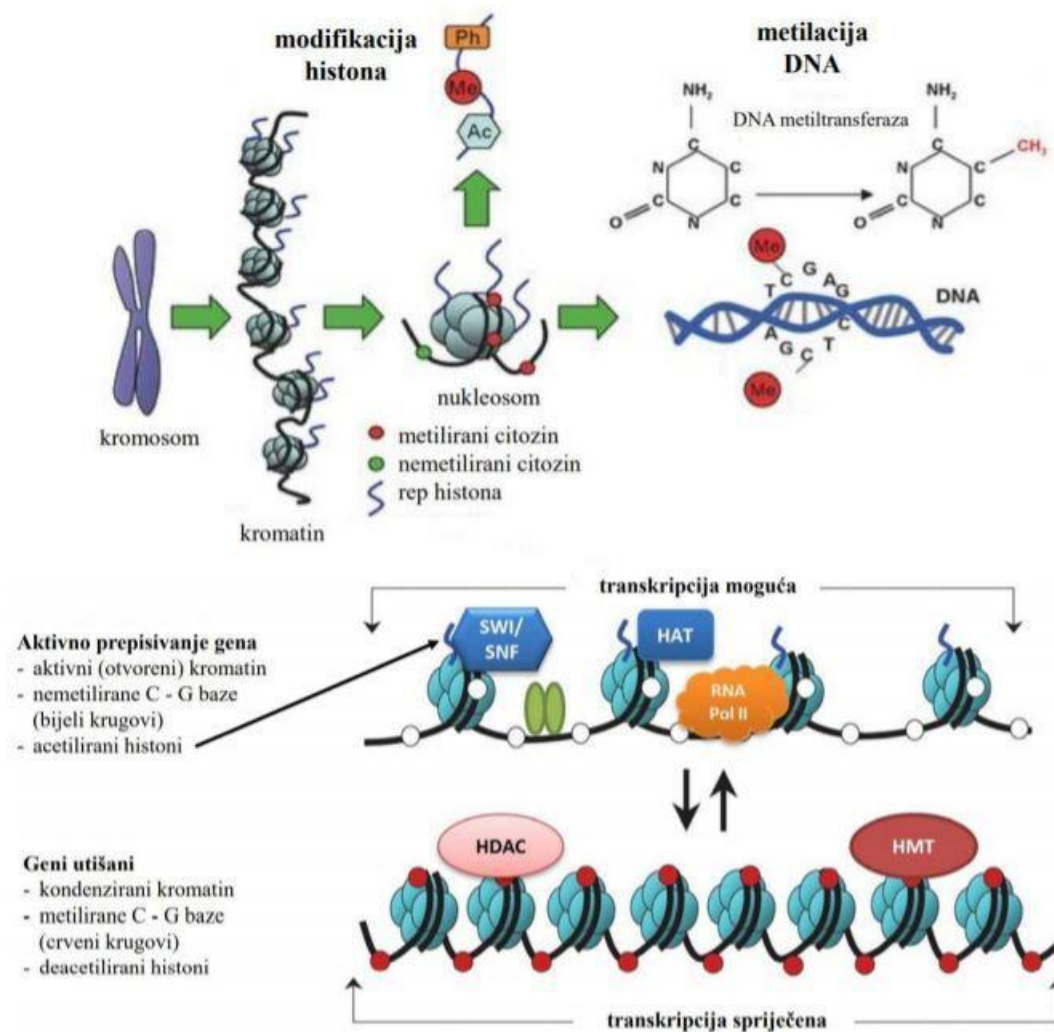 modifikacija
histona
Ph
Me
Ac
metilacija
DNA
NH₂
NH₂
DNA metiltransferaza
C
N
C
C
C
O
N
C
N
C
CH₃
C
C
O
N
kromosom
kromatin
nukleosom
metilirani citozin
nemetilirani citozin
rep histona
Me
T C G A G
DNA
A G C T C
Me
transkripcija moguća
Aktivno prepisivanje gena
- aktivni (otvoreni) kromatin
- nemetilirane C - G baze
(bijeli krugovi)
- acetilirani histoni
SWI/
SNF
HAT
RNA
Pol II
HDAC
HMT
Geni utišani
- kondenzirani kromatin
- metilirane C - G baze
(crveni krugovi)
- deacetilirani histoni
transkripcija spriječena